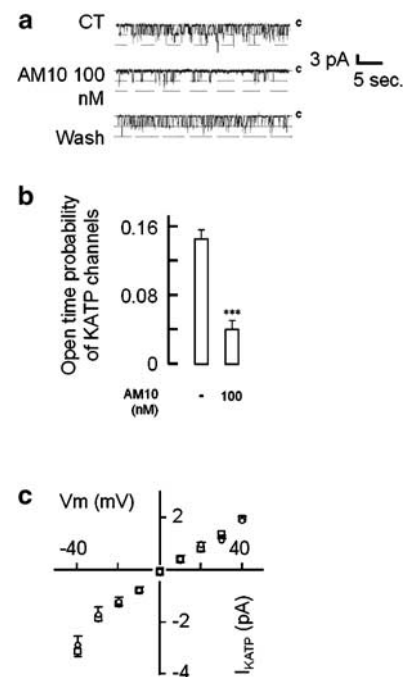 a
CT
c
AM10 100
nM
c
3 pA
5 sec.
Wash
c
b
Open time probability
of KATP channels
0.16
0.08
0
***
AM10
(nM)
- 100
c
Vm (mV)
2
-40
40
-2
-4
IKATP (pA)